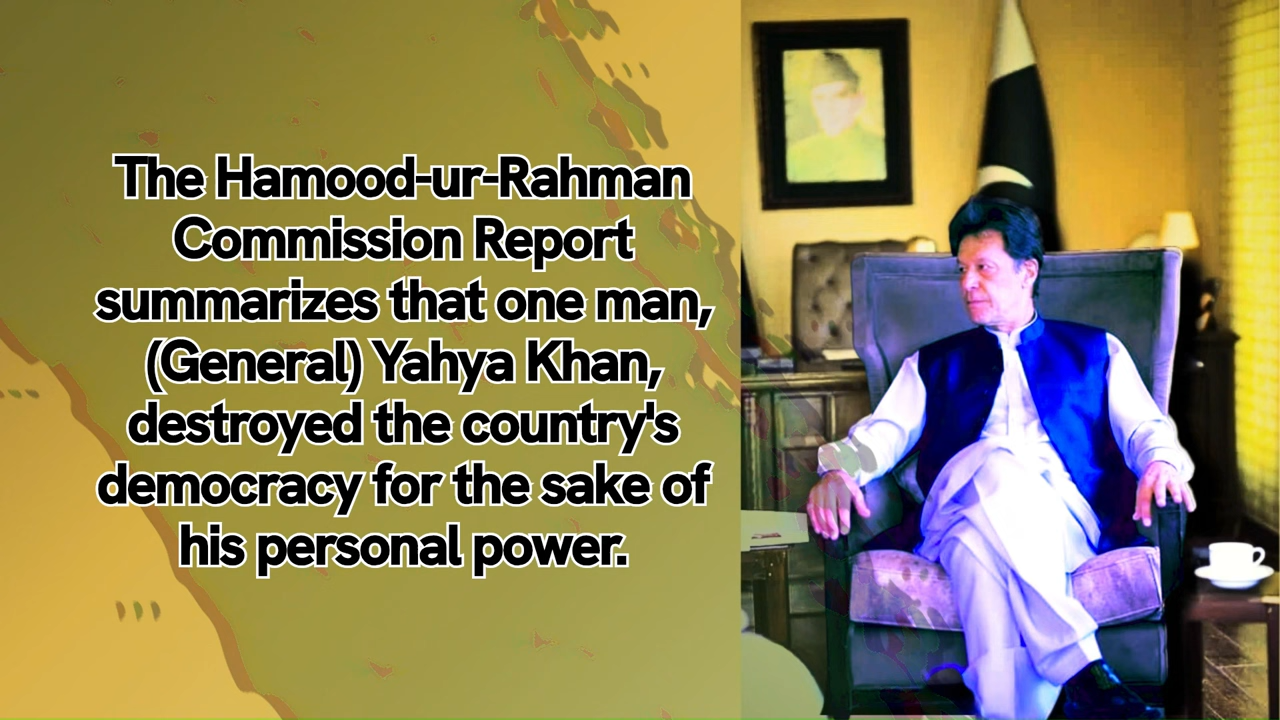 The Hamood-ur-Rahman
Commission Report
summarizes that one man,
(General) Yahya Khan,
destroyed the country's
democracy for the sake of
his personal power.